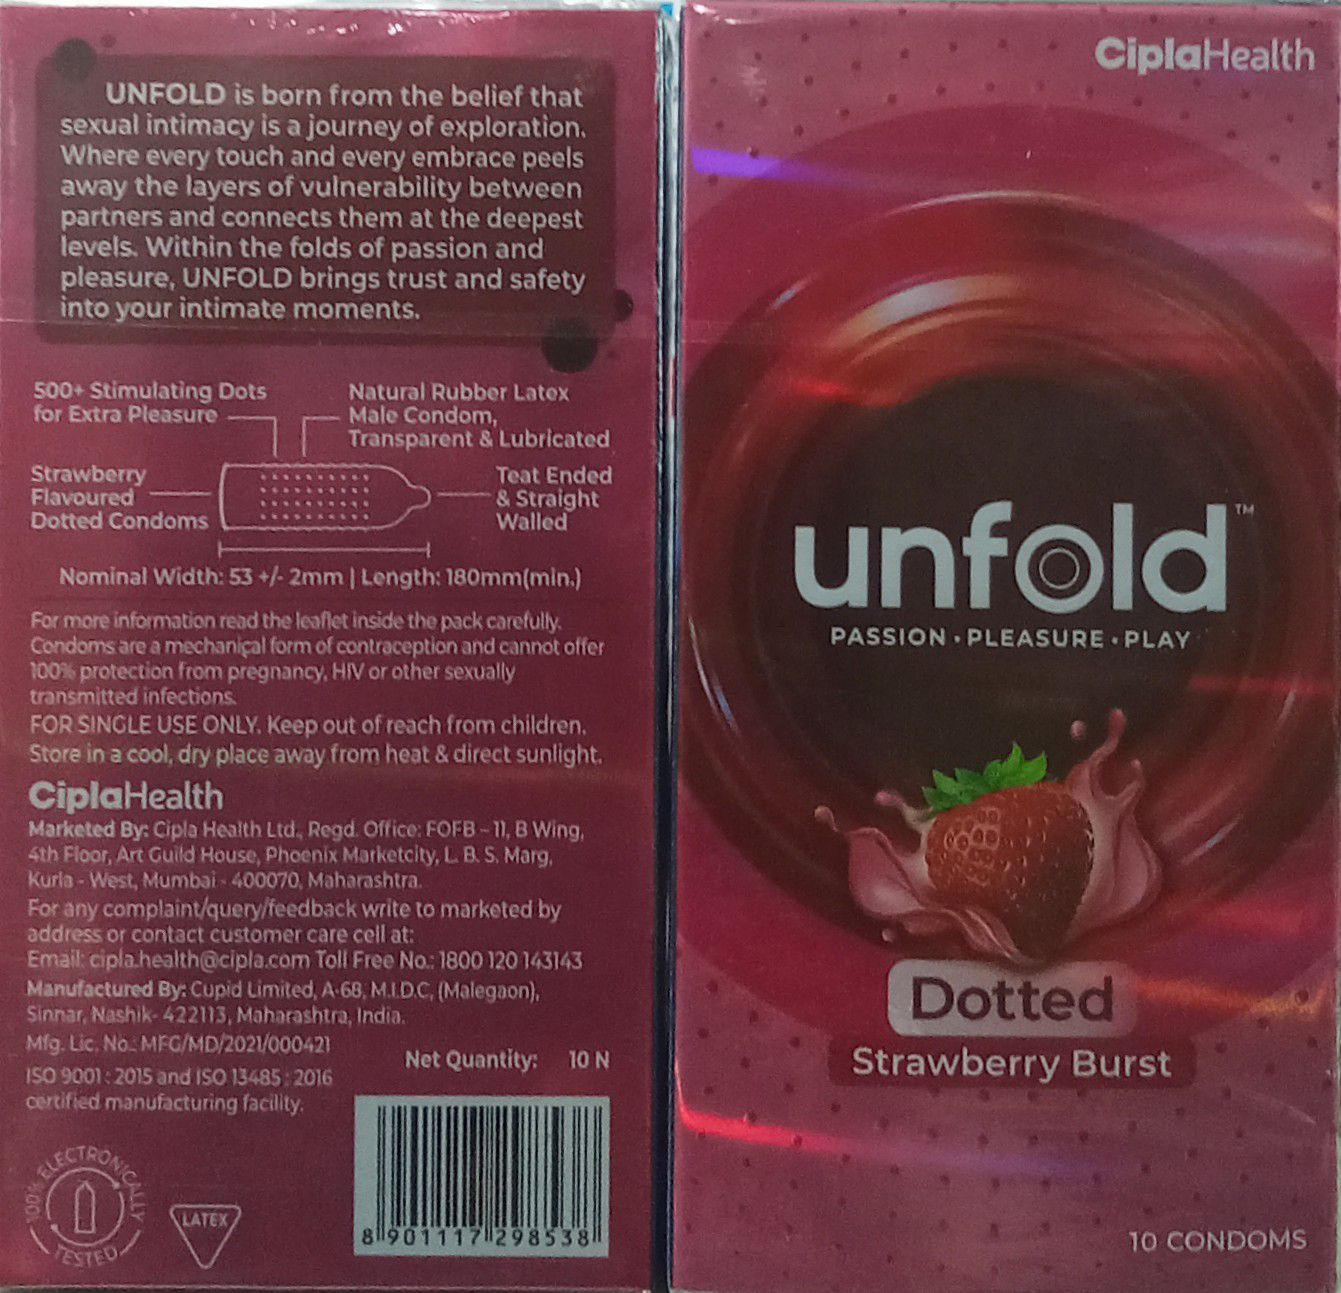 UNFOLD is born from the belief that
sexual intimacy is a journey of exploration.
Where every touch and every embrace peels
away the layers of vulnerability between
partners and connects them at the deepest
levels. Within the folds of passion and
pleasure, UNFOLD brings trust and safety
into your intimate moments.
500+ Stimulating Dots
for Extra Pleasure
Natural Rubber Latex
Male Condom,
Transparent & Lubricated
Strawberry
Flavoured
Dotted Condoms
Teat Ended
& Straight
Walled
Nominal Width: 53 +/- 2mm | Length: 180mm(min.)
For more information read the leaflet inside the pack carefully.
Condoms are a mechanical form of contraception and cannot offer
100% protection from pregnancy, HIV or other sexually
transmitted infections.
FOR SINGLE USE ONLY. Keep out of reach from children.
Store in a cool, dry place away from heat & direct sunlight.
CiplaHealth
Marketed By: Cipla Health Ltd., Regd. Office: FOFB - 11, B Wing,
4th Floor, Art Guild House, Phoenix Marketcity, L. B. S. Marg,
Kurla - West, Mumbai - 400070, Maharashtra.
For any complaint/query/feedback write to marketed by
address or contact customer care cell at:
Email: cipla.health@cipla.com Toll Free No.: 1800 120 143143
Manufactured By: Cupid Limited, A-68, M.I.D.C, (Malegaon),
Sinnar, Nashik- 422113, Maharashtra, India.
Mfg. Lic. No.: MFG/MD/2021/000421
Net Quantity: 10 N
ISO 9001 : 2015 and ISO 13485 : 2016
certified manufacturing facility.
100% ELECTRONICALLY TESTED
LATEX
8 901117 298538
CiplaHealth
unfold™
PASSION • PLEASURE • PLAY
Dotted
Strawberry Burst
10 CONDOMS